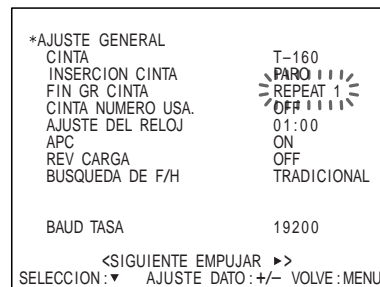 *AJUSTE GENERAL
CINTA T–160
INSERCION CINTA PARO
FIN GR CINTA REPEAT 1
CINTA NUMERO USA. OFF
AJUSTE DEL RELOJ 01:00
APC ON
REV CARGA OFF
BUSQUEDA DE F/H TRADICIONAL
BAUD TASA 19200
<SIGUIENTE EMPUJAR ►>
SELECCION:▼ AJUSTE DATO:+/– VOLVE:MENU